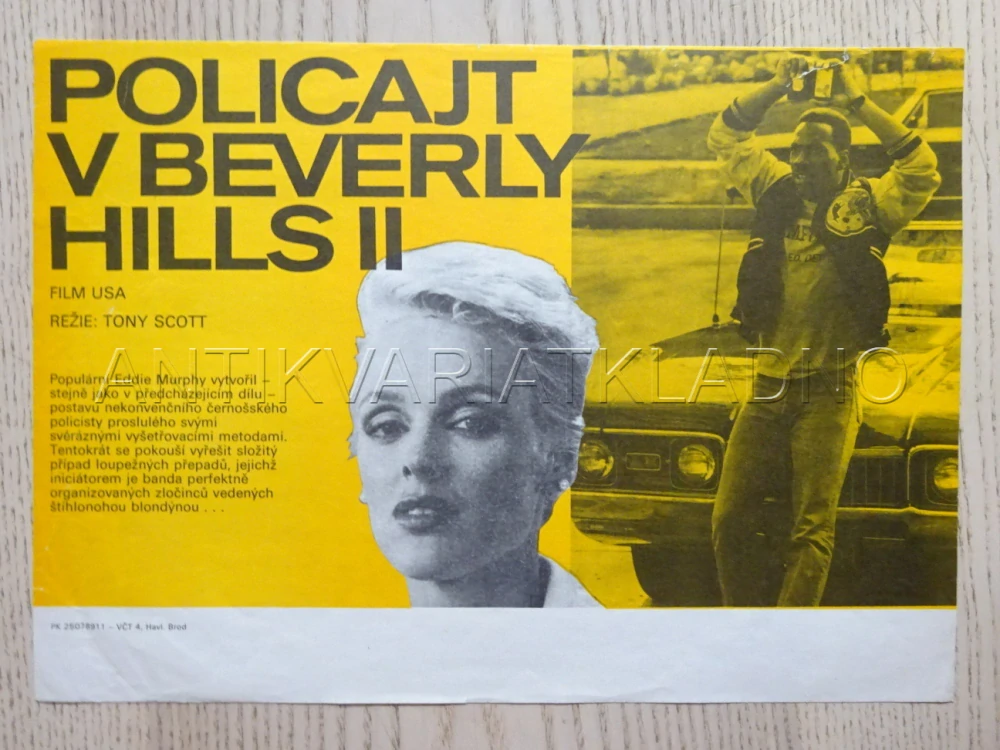 POLICAJT
V BEVERLY
HILLS II
FILM USA
REŽIE: TONY SCOTT
Populární Eddie Murphy vytvořil –
stejně jako v předcházejícím dílu –
postavu nekonvenčního černošského
policisty proslulého svými
svéráznými vyšetřovacími metodami.
Tentokrát se pokouší vyřešit složitý
případ loupežných přepadů, jejichž
iniciátorem je banda perfektně
organizovaných zločinců vedených
štíhlonohou blondýnou . . .
ANTIKVARIATKLADNO
– VČT 4, Havl. Brod